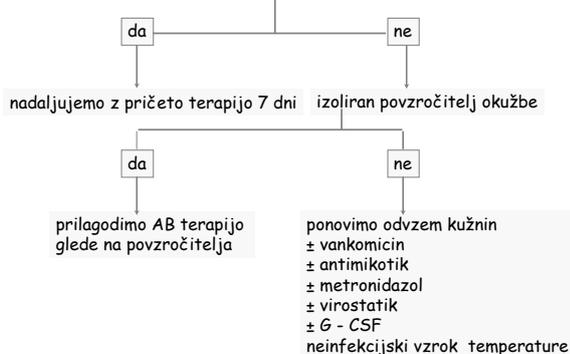 da
ne
nadaljujemo z pričeto terapijo 7 dni
izoliran povzročitelj okužbe
da
ne
prilagodimo AB terapijo
glede na povzročitelja
ponovimo odvzem kužnin
± vankomicin
± antimikotik
± metronidazol
± virostatik
± G - CSF
neinfekcijski vzrok temperature